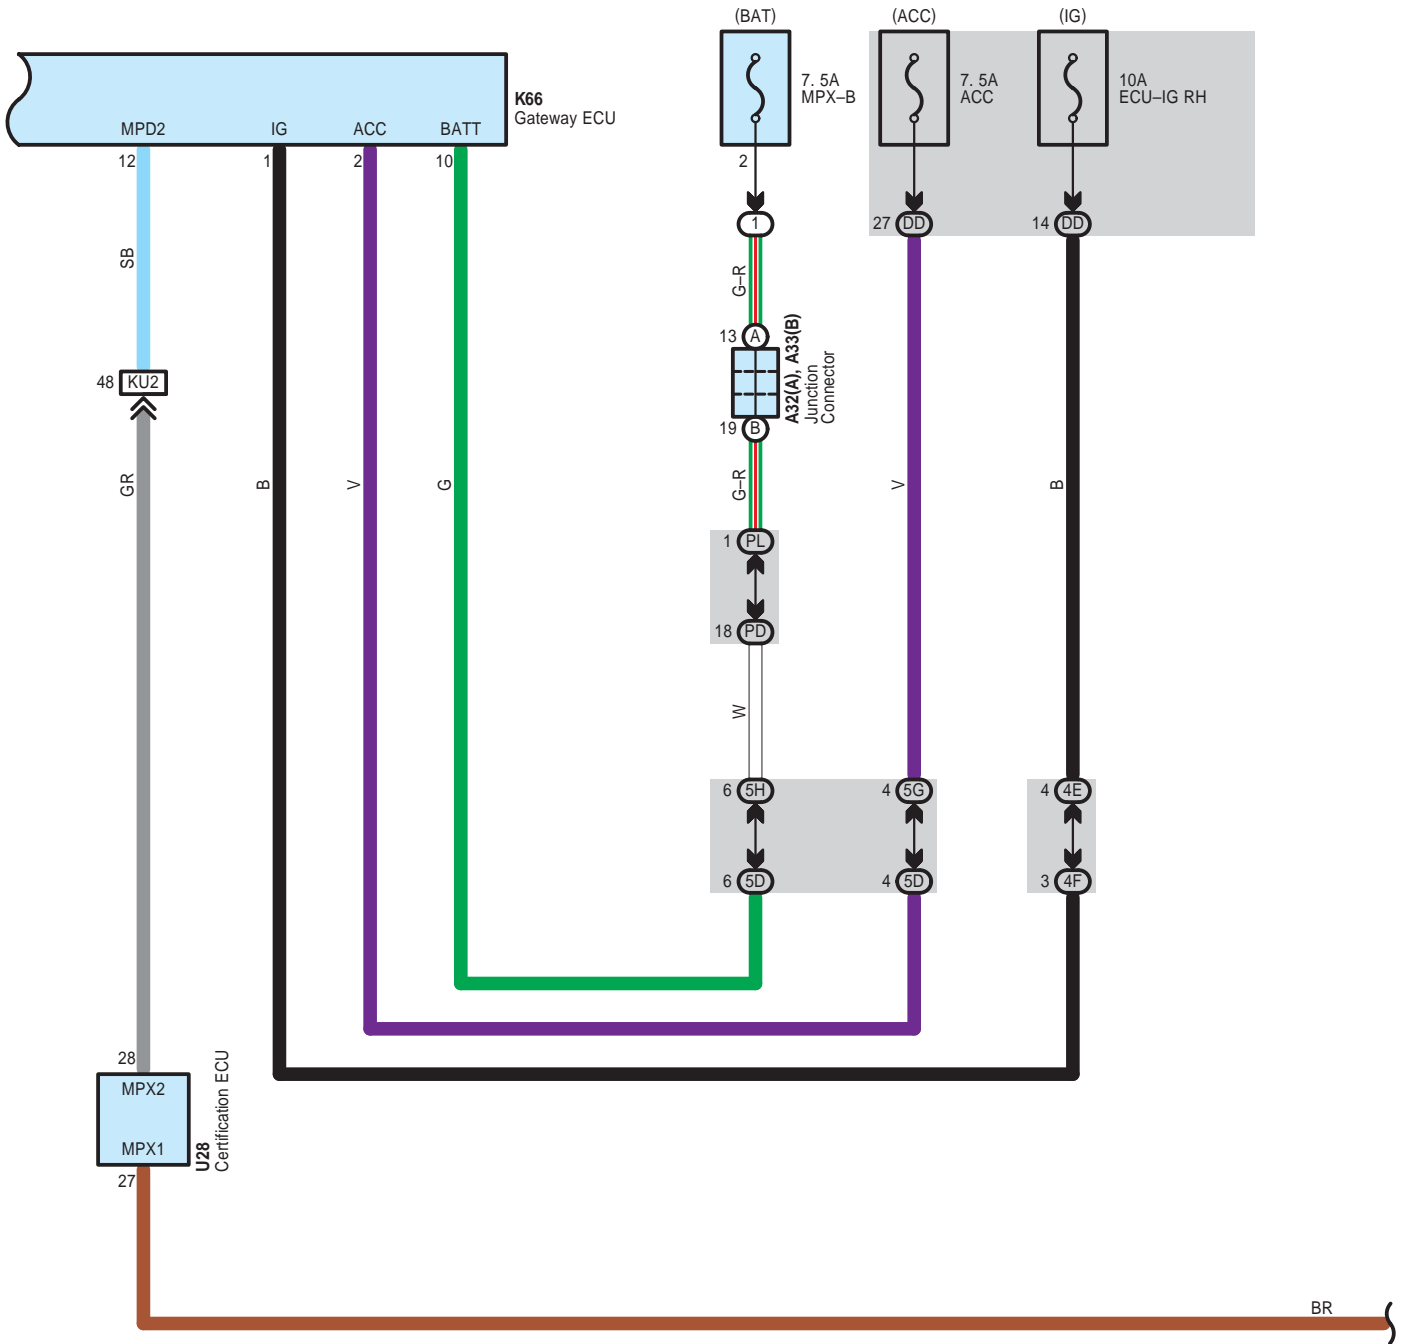 (BAT)
(ACC)
(IG)
7. 5A
MPX–B
7. 5A
ACC
10A
ECU–IG RH
K66
Gateway ECU
MPD2
IG
ACC
BATT
12
1
2
10
2
1
27
DD
14
DD
SB
G–R
13
A
A32(A), A33(B)
Junction
Connector
19
B
48
KU2
GR
B
V
G
G–R
V
B
1
PL
18
PD
W
6
5H
4
5G
4
4E
6
5D
4
5D
3
4F
28
MPX2
MPX1
U28
Certification ECU
27
BR